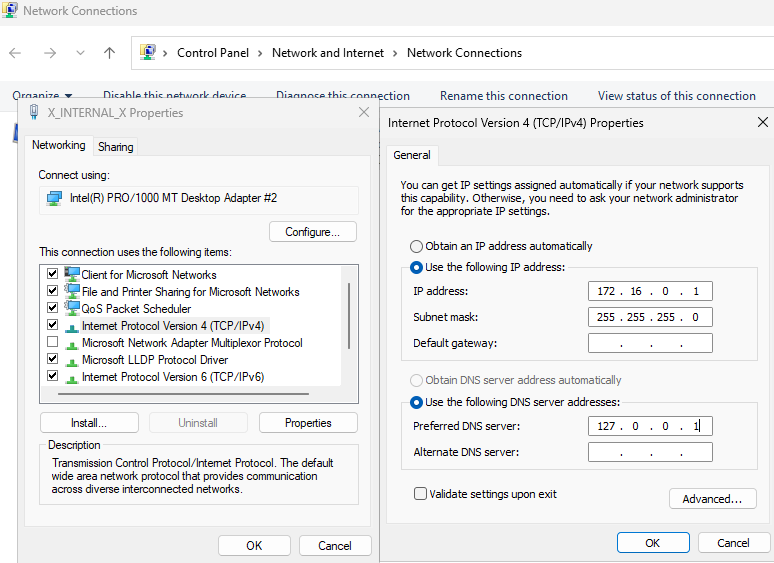 Network Connections
Control Panel > Network and Internet > Network Connections
Organize Disable this network device Diagnose this connection Rename this connection View status of this connection
X_INTERNAL_X Properties
Networking
Sharing
Connect using:
Intel(R) PRO/1000 MT Desktop Adapter #2
Configure...
This connection uses the following items:
Client for Microsoft Networks
File and Printer Sharing for Microsoft Networks
QoS Packet Scheduler
Internet Protocol Version 4 (TCP/IPv4)
Microsoft Network Adapter Multiplexor Protocol
Microsoft LLDP Protocol Driver
Internet Protocol Version 6 (TCP/IPv6)
Install...
Uninstall
Properties
Description
Transmission Control Protocol/Internet Protocol. The default
wide area network protocol that provides communication
across diverse interconnected networks.
OK
Cancel
Internet Protocol Version 4 (TCP/IPv4) Properties
General
You can get IP settings assigned automatically if your network supports
this capability. Otherwise, you need to ask your network administrator
for the appropriate IP settings.
Obtain an IP address automatically
Use the following IP address:
IP address: 172 . 16 . 0 . 1
Subnet mask: 255 . 255 . 255 . 0
Default gateway: . . .
Obtain DNS server address automatically
Use the following DNS server addresses:
Preferred DNS server: 127 . 0 . 0 . 1
Alternate DNS server: . . .
Validate settings upon exit
Advanced...
OK
Cancel